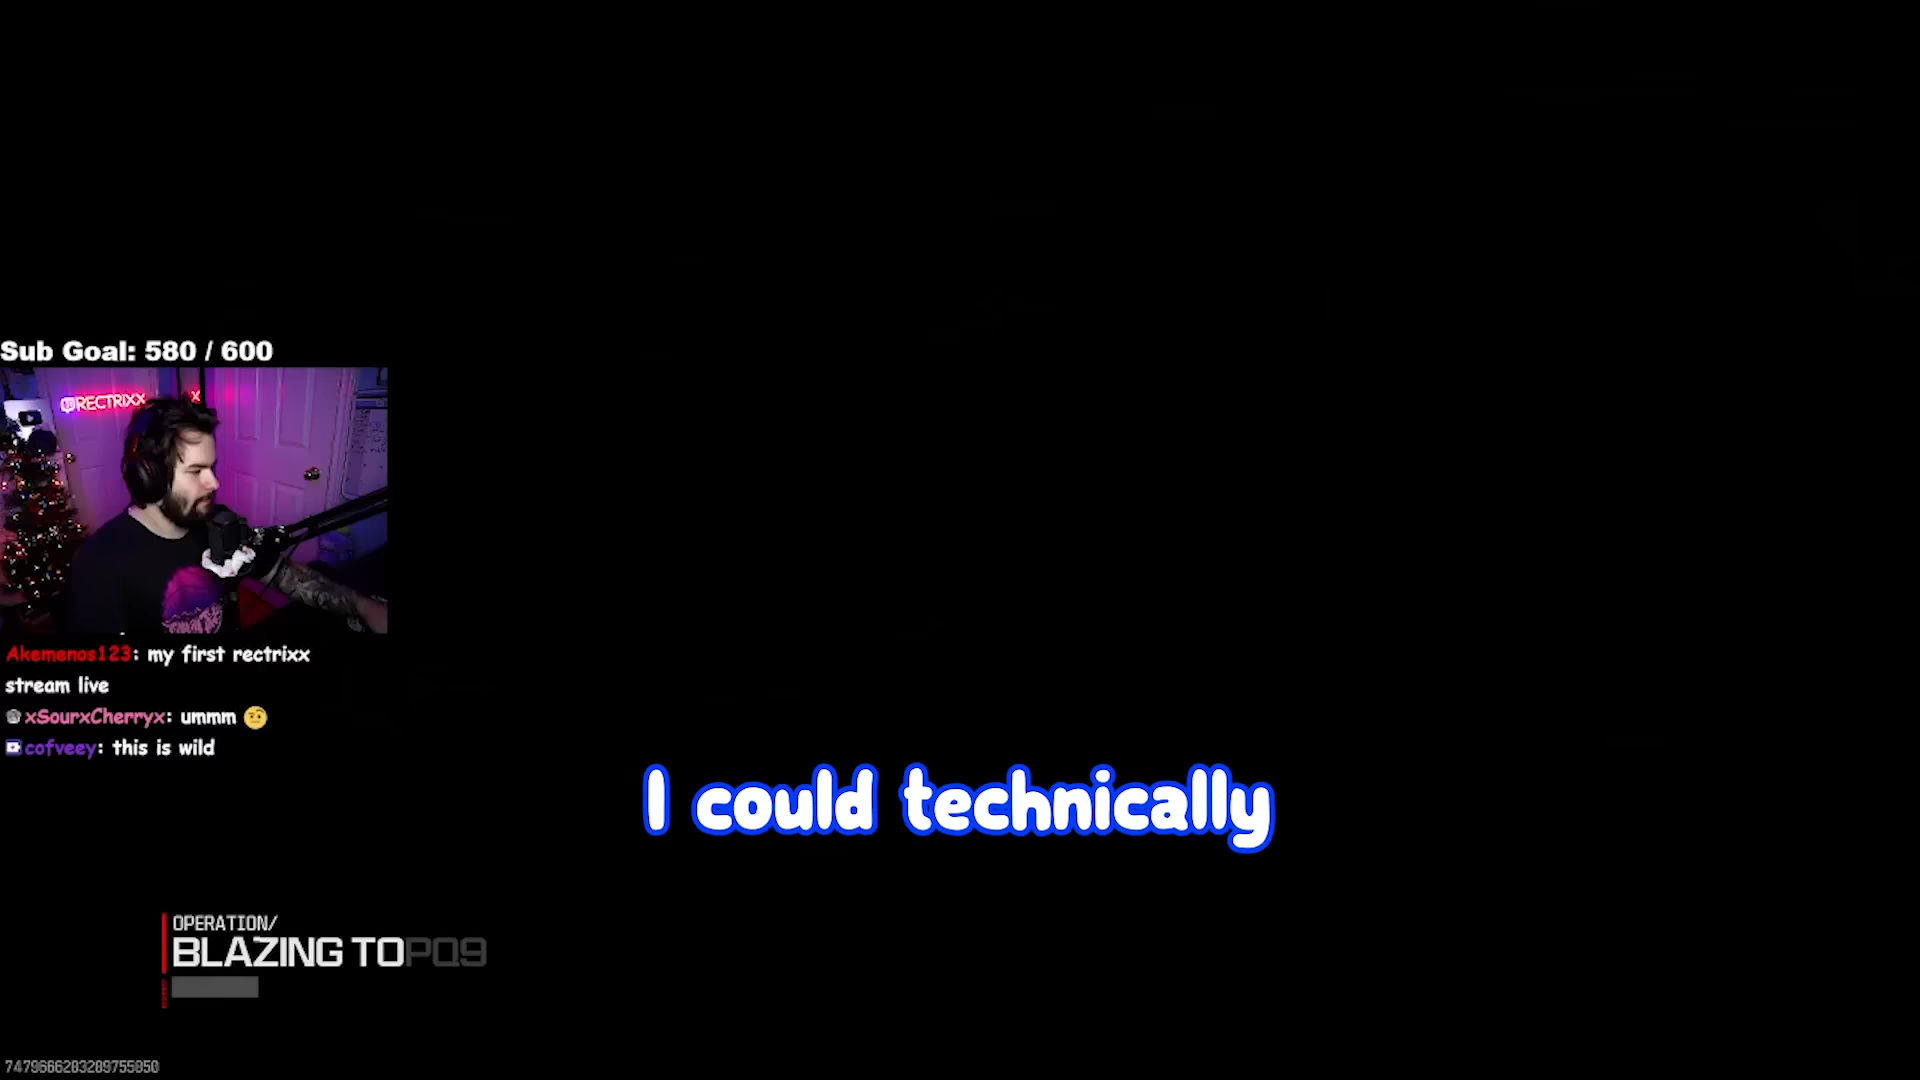 Sub Goal: 580 / 600
@RECTRIXX
X
Akemenos123: my first rectrixx
stream live
xSourxCherryx: ummm 🤨
cofveey: this is wild
I could technically
OPERATION/
BLAZING TOPQ9
7479666283289755850